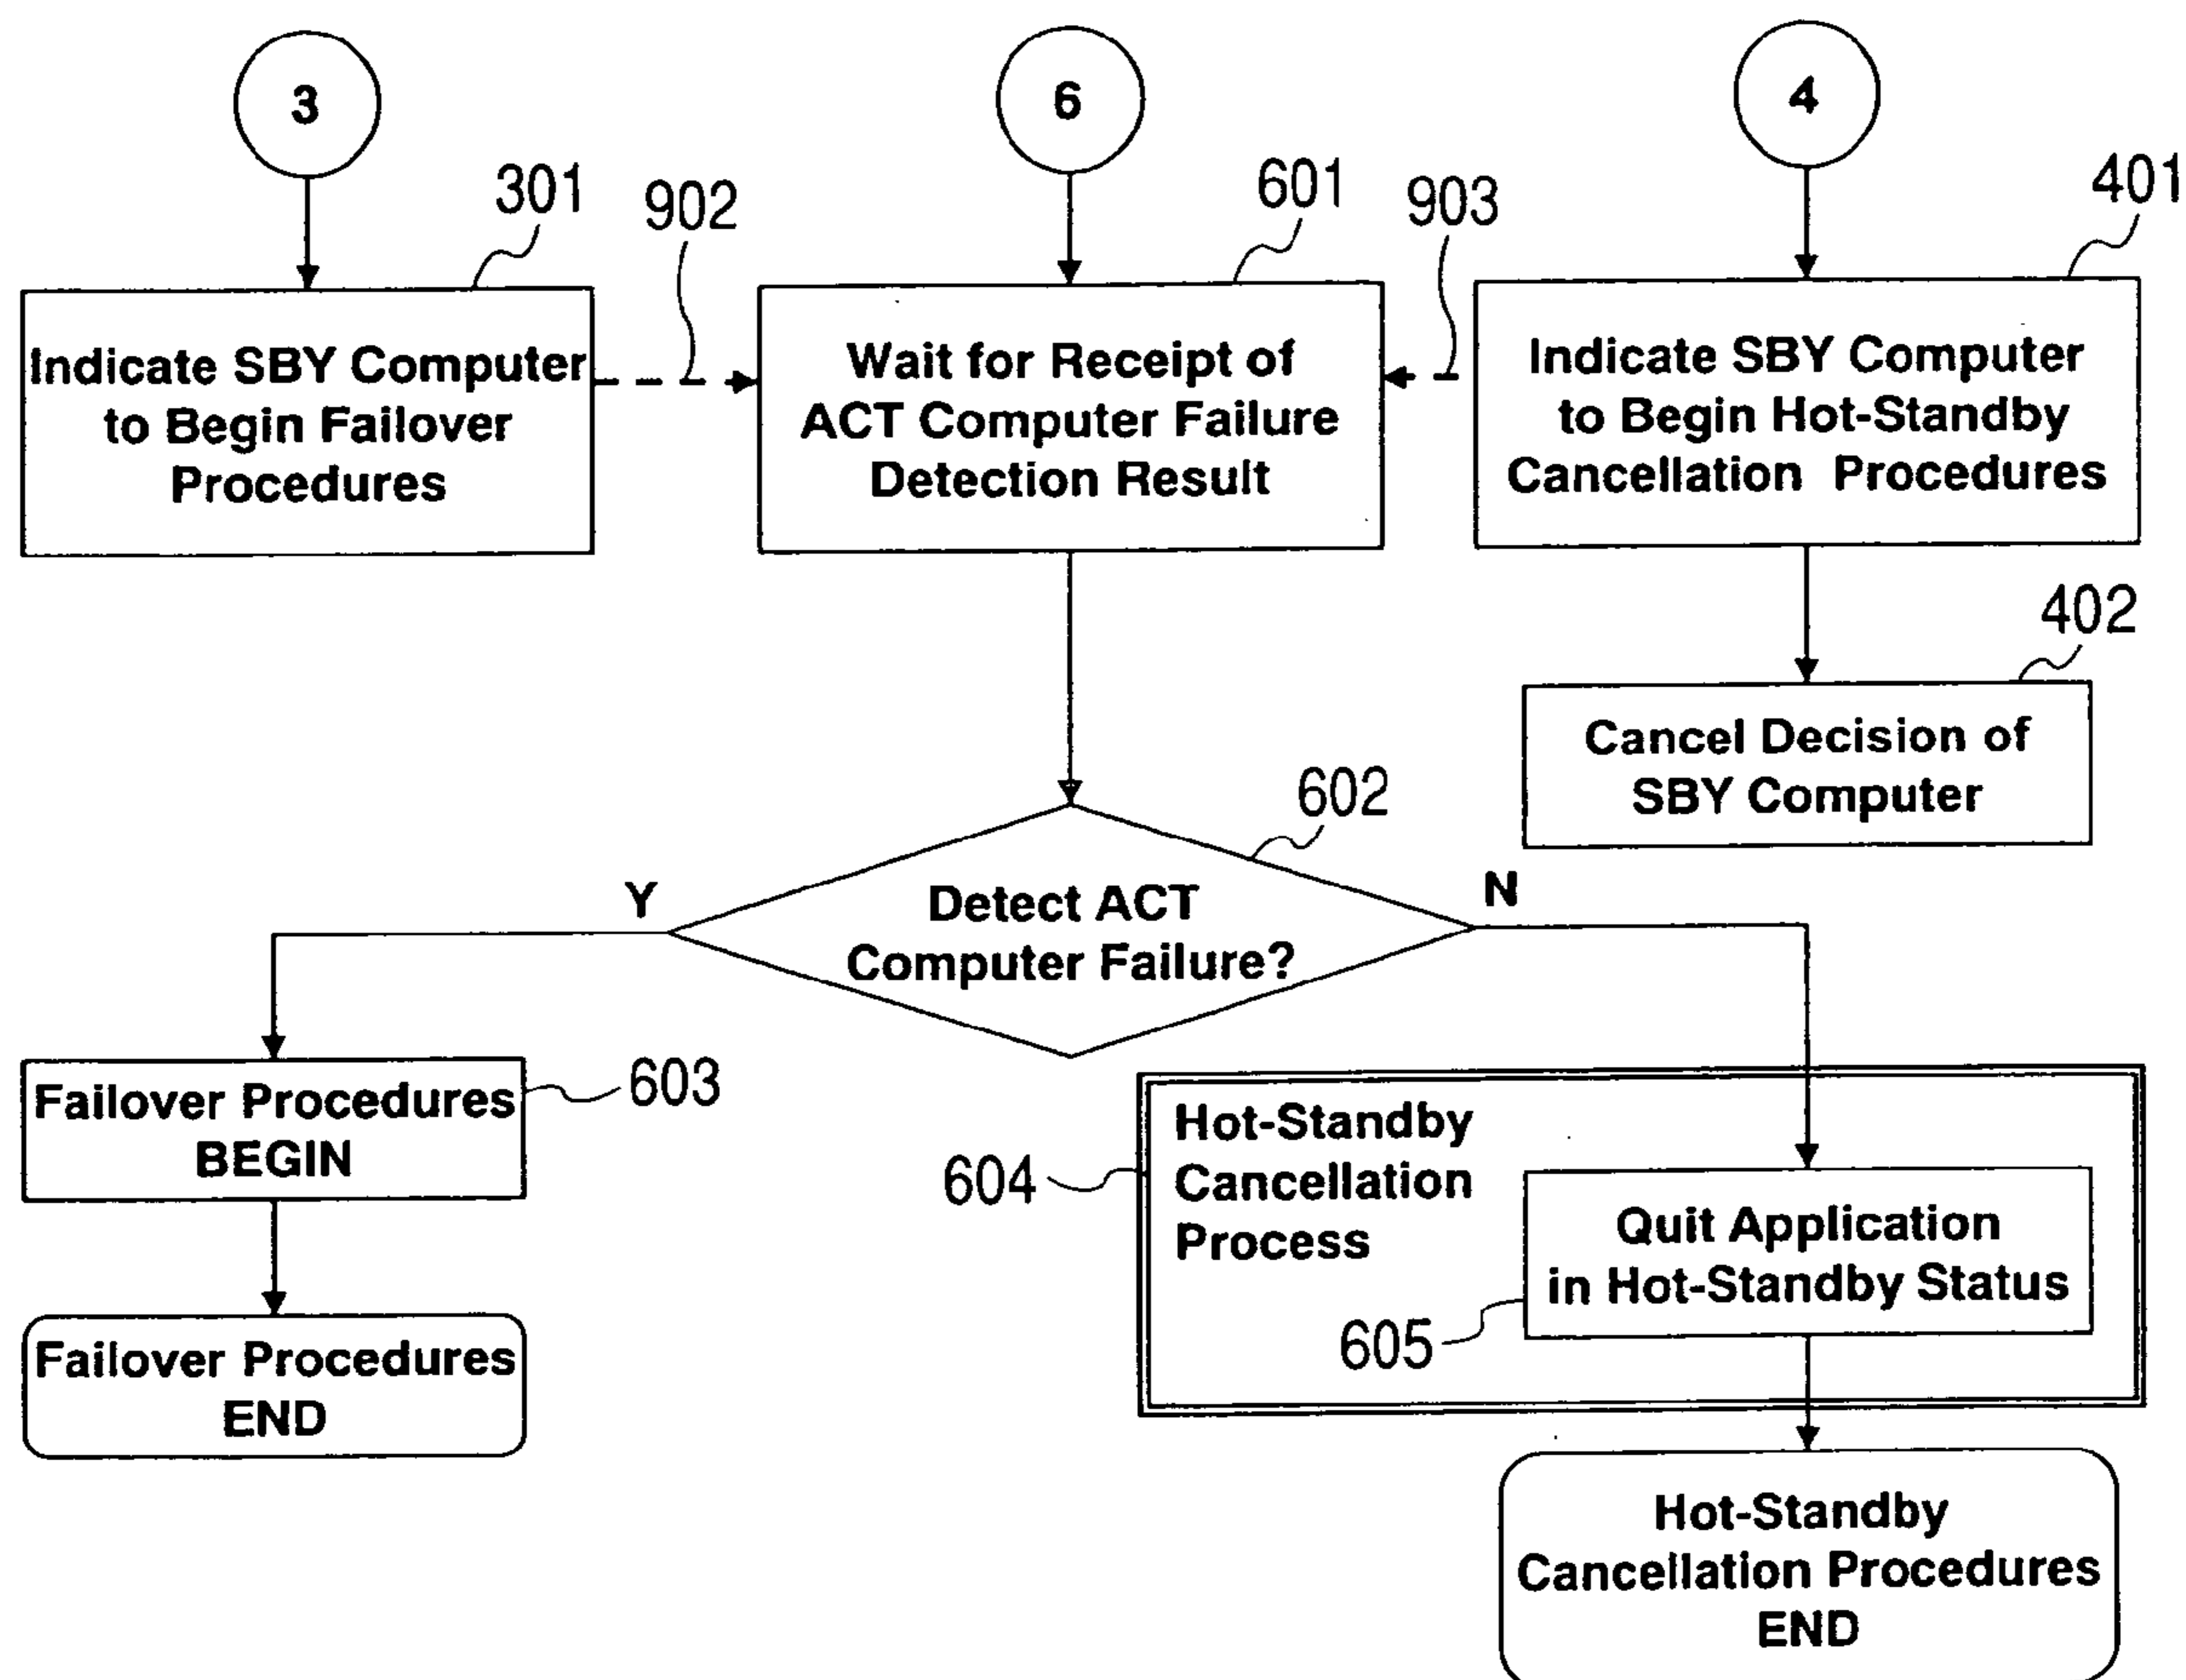 3
6
4
301
902
601
903
401
Indicate SBY Computer
to Begin Failover
Procedures
Wait for Receipt of
ACT Computer Failure
Detection Result
Indicate SBY Computer
to Begin Hot-Standby
Cancellation Procedures
402
Cancel Decision of
SBY Computer
602
Y
Detect ACT
Computer Failure?
N
Failover Procedures
BEGIN
603
Failover Procedures
END
604
Hot-Standby
Cancellation
Process
Quit Application
in Hot-Standby Status
605
Hot-Standby
Cancellation Procedures
END